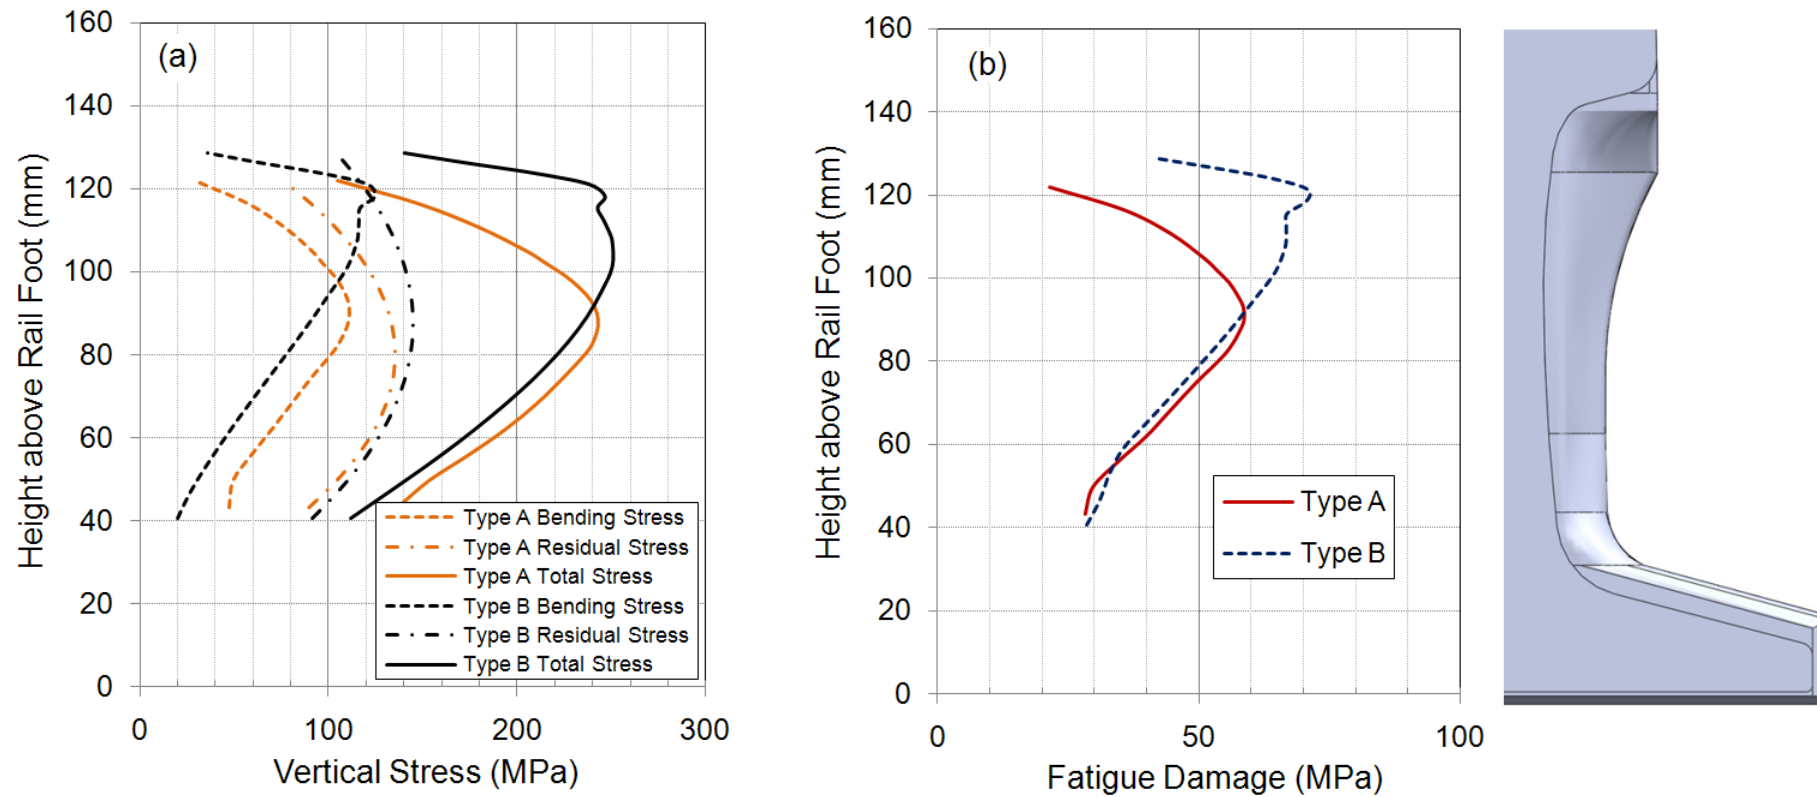 (a)
Height above Rail Foot (mm)
160
140
120
100
80
60
40
20
0
0 100 200 300
Vertical Stress (MPa)
Type A Bending Stress
Type A Residual Stress
Type A Total Stress
Type B Bending Stress
Type B Residual Stress
Type B Total Stress
(b)
Height above Rail Foot (mm)
160
140
120
100
80
60
40
20
0
0 50 100
Fatigue Damage (MPa)
Type A
Type B